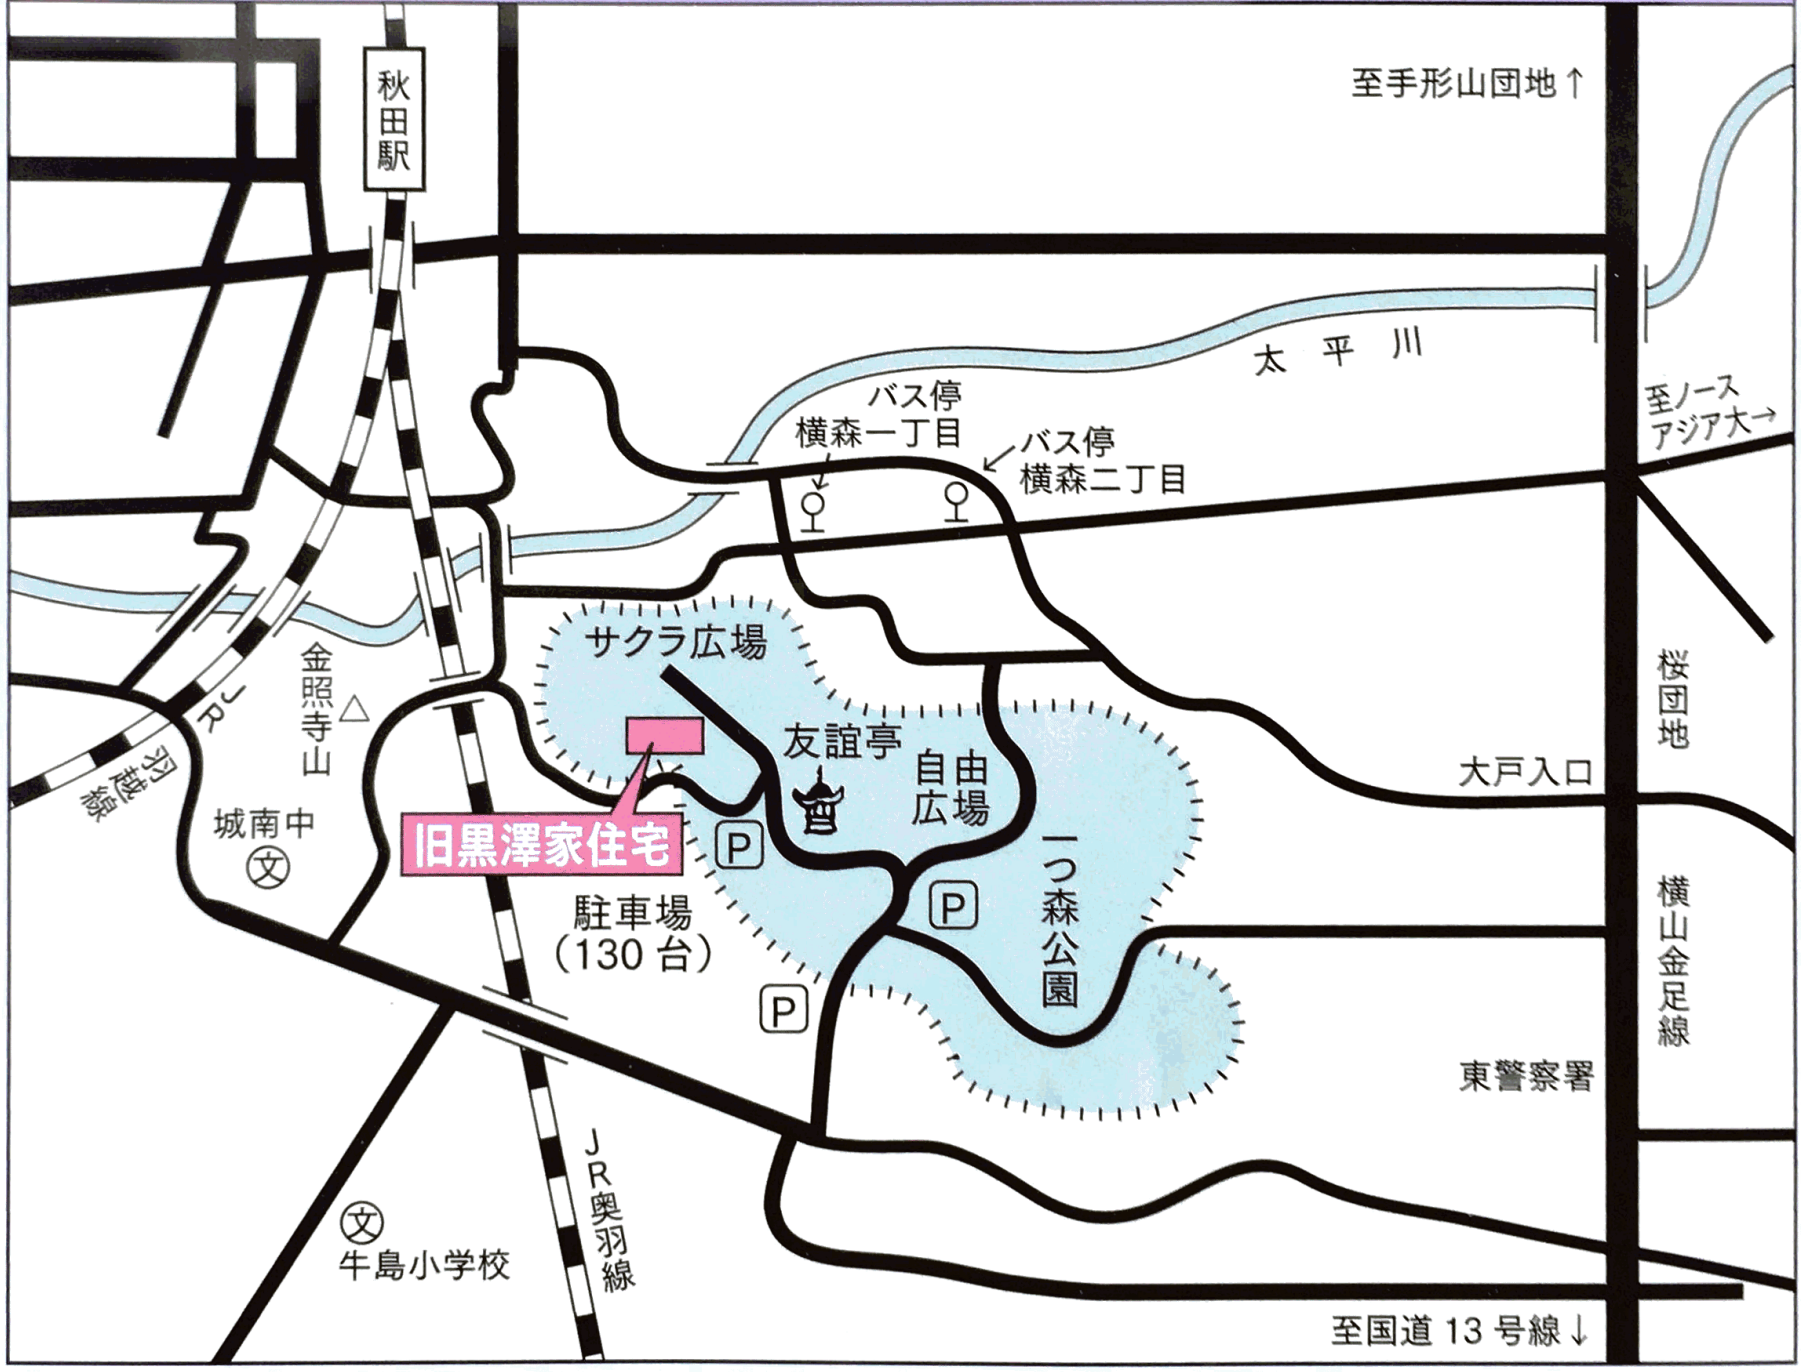 秋田駅
至手形山団地↑
太平川
至ノース
アジア大→
バス停
横森一丁目
バス停
横森二丁目
サクラ広場
金照寺山
JR羽越線
友誼亭
自由
広場
桜団地
大戸入口
城南中
文
旧黒澤家住宅
P
一つ森公園
P
駐車場
(130台)
P
横山金足線
東警察署
JR奥羽線
文
牛島小学校
至国道13号線↓